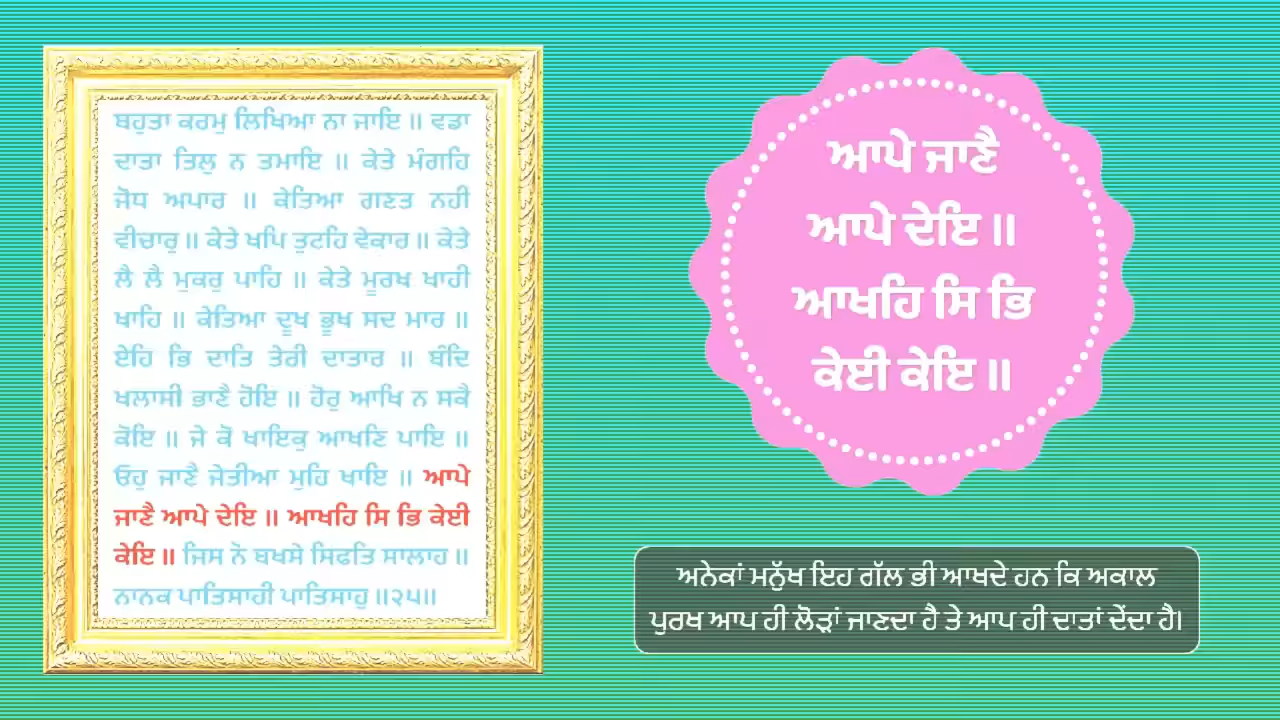 ਬਹੁਤਾ ਕਰਮੁ ਲਿਖਿਆ ਨਾ ਜਾਇ ॥ ਵਡਾ
ਦਾਤਾ ਤਿਲੁ ਨ ਤਮਾਇ ॥ ਕੇਤੇ ਮੰਗਹਿ
ਜੋਧ ਅਪਾਰ ॥ ਕੇਤਿਆ ਗਣਤ ਨਹੀ
ਵੀਚਾਰੁ ॥ ਕੇਤੇ ਖਪਿ ਤੁਟਹਿ ਵੇਕਾਰ ॥ ਕੇਤੇ
ਲੈ ਲੈ ਮੁਕਰੁ ਪਾਹਿ ॥ ਕੇਤੇ ਮੂਰਖ ਖਾਹੀ
ਖਾਹਿ ॥ ਕੇਤਿਆ ਦੂਖ ਭੂਖ ਸਦ ਮਾਰ ॥
ਏਹਿ ਭਿ ਦਾਤਿ ਤੇਰੀ ਦਾਤਾਰ ॥ ਬੰਦਿ
ਖਲਾਸੀ ਭਾਣੈ ਹੋਇ ॥ ਹੋਰੁ ਆਖਿ ਨ ਸਕੈ
ਕੋਇ ॥ ਜੇ ਕੋ ਖਾਇਕੁ ਆਖਣਿ ਪਾਇ ॥
ਓਹੁ ਜਾਣੈ ਜੇਤੀਆ ਮੁਹਿ ਖਾਇ ॥ ਆਪੇ
ਜਾਣੈ ਆਪੇ ਦੇਇ ॥ ਆਖਹਿ ਸਿ ਭਿ ਕੇਈ
ਕੇਇ ॥ ਜਿਸ ਨੋ ਬਖਸੇ ਸਿਫਤਿ ਸਾਲਾਹ ॥
ਨਾਨਕ ਪਾਤਿਸਾਹੀ ਪਾਤਿਸਾਹੁ ॥੨੫॥
ਆਪੇ ਜਾਣੈ
ਆਪੇ ਦੇਇ ॥
ਆਖਹਿ ਸਿ ਭਿ
ਕੇਈ ਕੇਇ ॥
ਅਨੇਕਾਂ ਮਨੁੱਖ ਇਹ ਗੱਲ ਭੀ ਆਖਦੇ ਹਨ ਕਿ ਅਕਾਲ
ਪੁਰਖ ਆਪ ਹੀ ਲੋੜਾਂ ਜਾਣਦਾ ਹੈ ਤੇ ਆਪ ਹੀ ਦਾਤਾਂ ਦੇਂਦਾ ਹੈ।